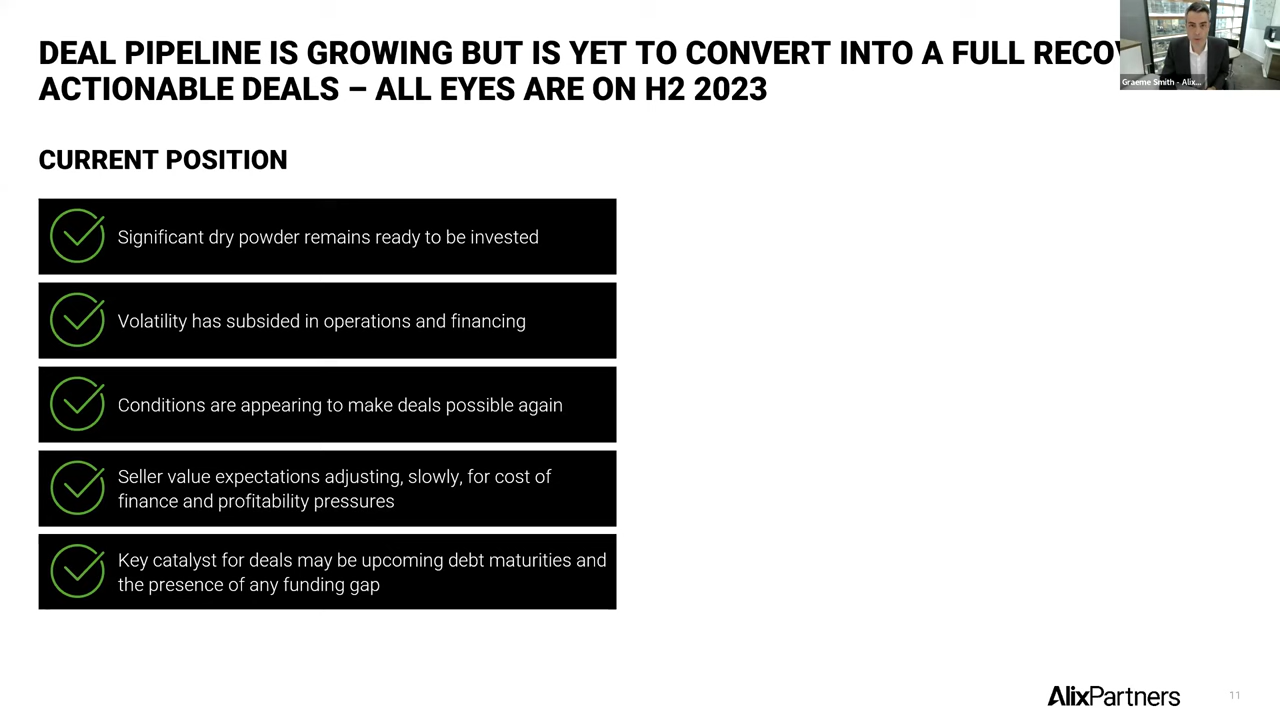 DEAL PIPELINE IS GROWING BUT IS YET TO CONVERT INTO A FULL
ACTIONABLE DEALS – ALL EYES ARE ON H2 2023
Graeme Smith - Alix...
CURRENT POSITION
Significant dry powder remains ready to be invested
Volatility has subsided in operations and financing
Conditions are appearing to make deals possible again
Seller value expectations adjusting, slowly, for cost of
finance and profitability pressures
Key catalyst for deals may be upcoming debt maturities and
the presence of any funding gap
AlixPartners
11